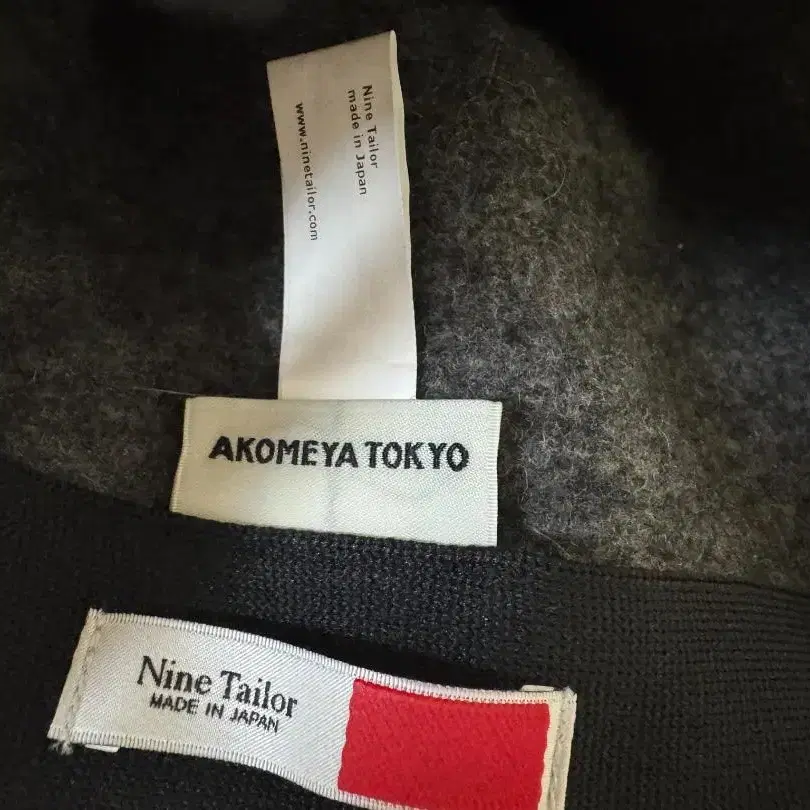 Nine Tailor
made in Japan
www.ninetailor.com
AKOMEYA TOKYO
Nine Tailor
MADE IN JAPAN